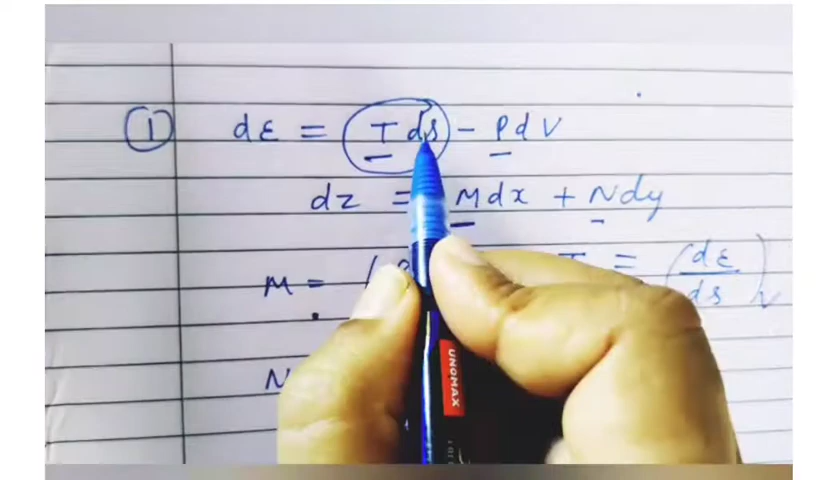 ① dε = Tds - PdV
dz = Mdx + Ndy
M = T = (dε/ds)V
N
UNOMAX